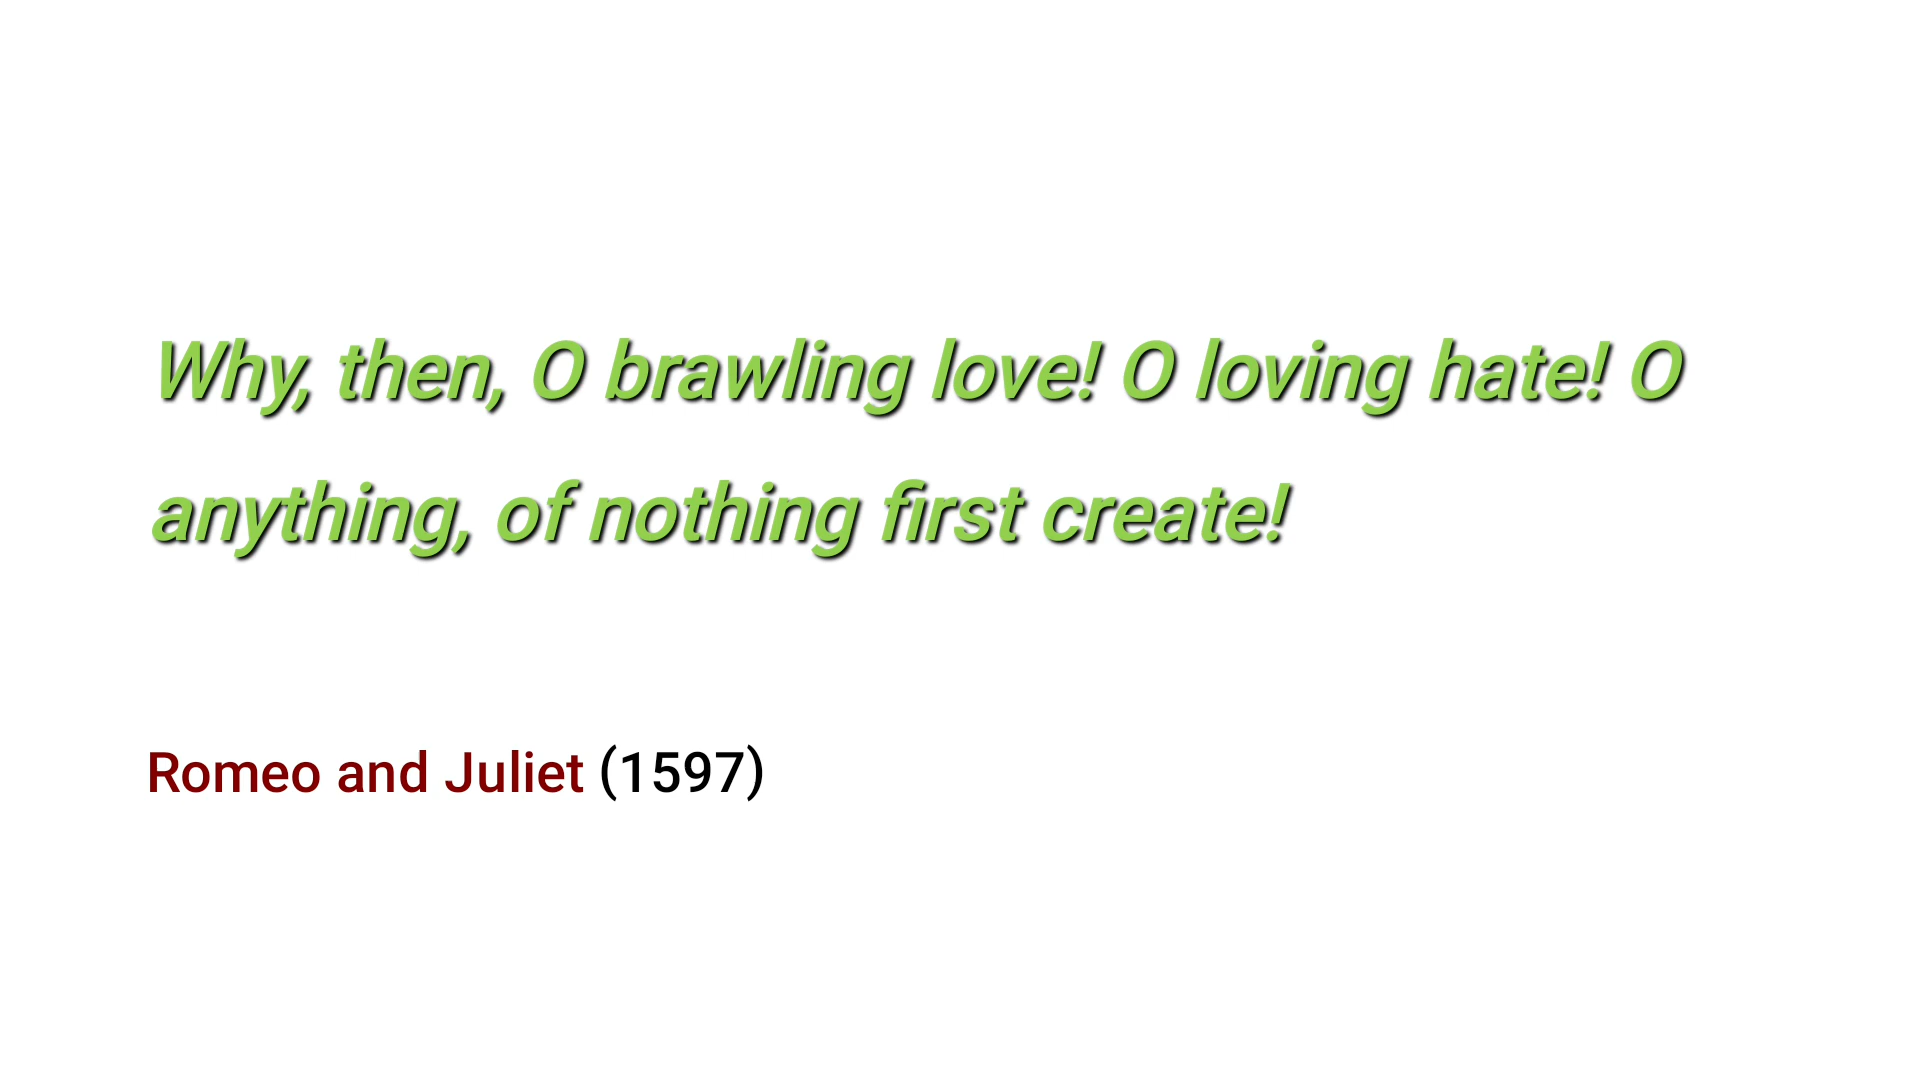 Why, then, O brawling love! O loving hate! O
anything, of nothing first create!
Romeo and Juliet (1597)